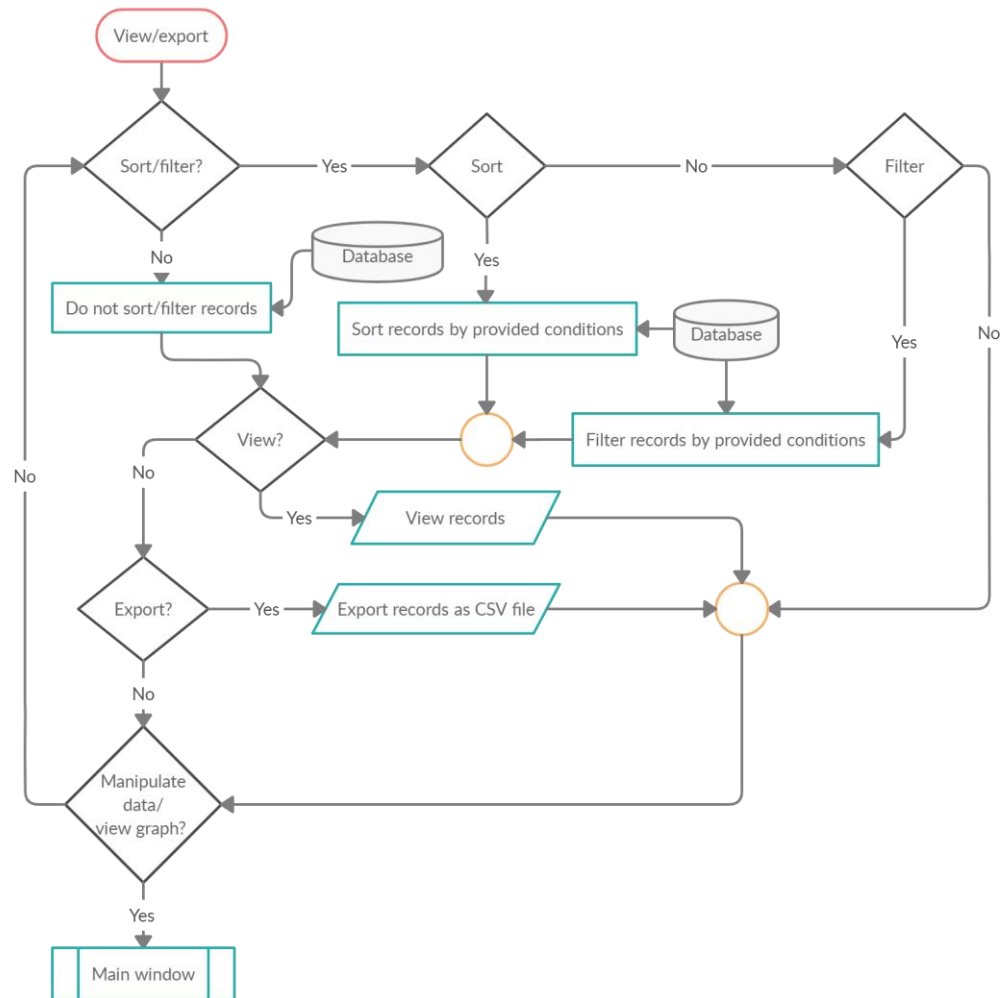 View/export
Sort/filter?
Yes
Sort
No
Filter
No
Database
Yes
Do not sort/filter records
Sort records by provided conditions
Database
Yes
No
View?
Filter records by provided conditions
No
No
Yes
View records
Export?
Yes
Export records as CSV file
No
Manipulate
data/
view graph?
Yes
Main window